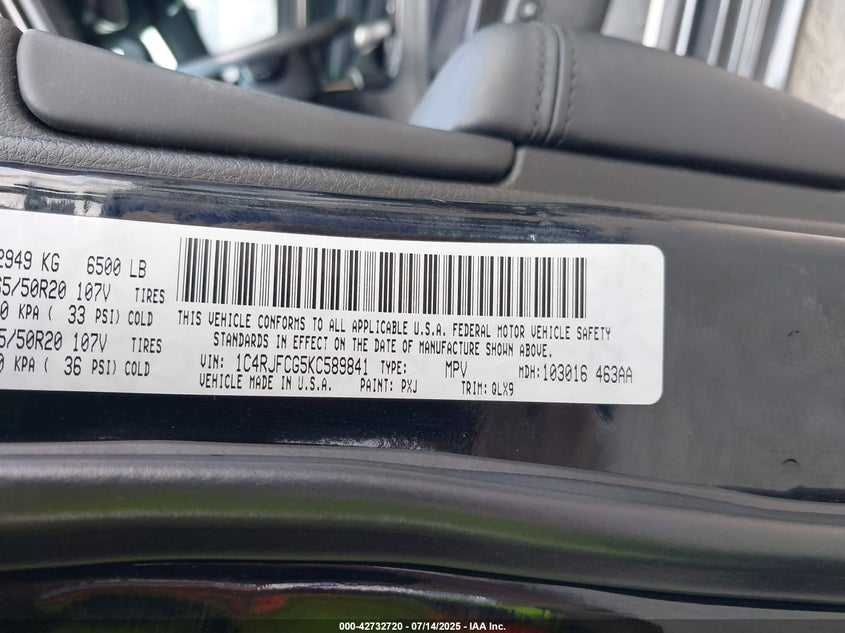 2949 KG 6500 LB
65/50R20 107V TIRES
0 KPA ( 33 PSI) COLD
5/50R20 107V TIRES
0 KPA ( 36 PSI) COLD
THIS VEHICLE CONFORMS TO ALL APPLICABLE U.S.A. FEDERAL MOTOR VEHICLE SAFETY
STANDARDS IN EFFECT ON THE DATE OF MANUFACTURE SHOWN ABOVE.
VIN: 1C4RJFCG5KC589841 TYPE: MPV MDH:103016 463AA
VEHICLE MADE IN U.S.A. PAINT: PXJ TRIM: QLX9
000-42732720 - 07/14/2025 - IAA Inc.